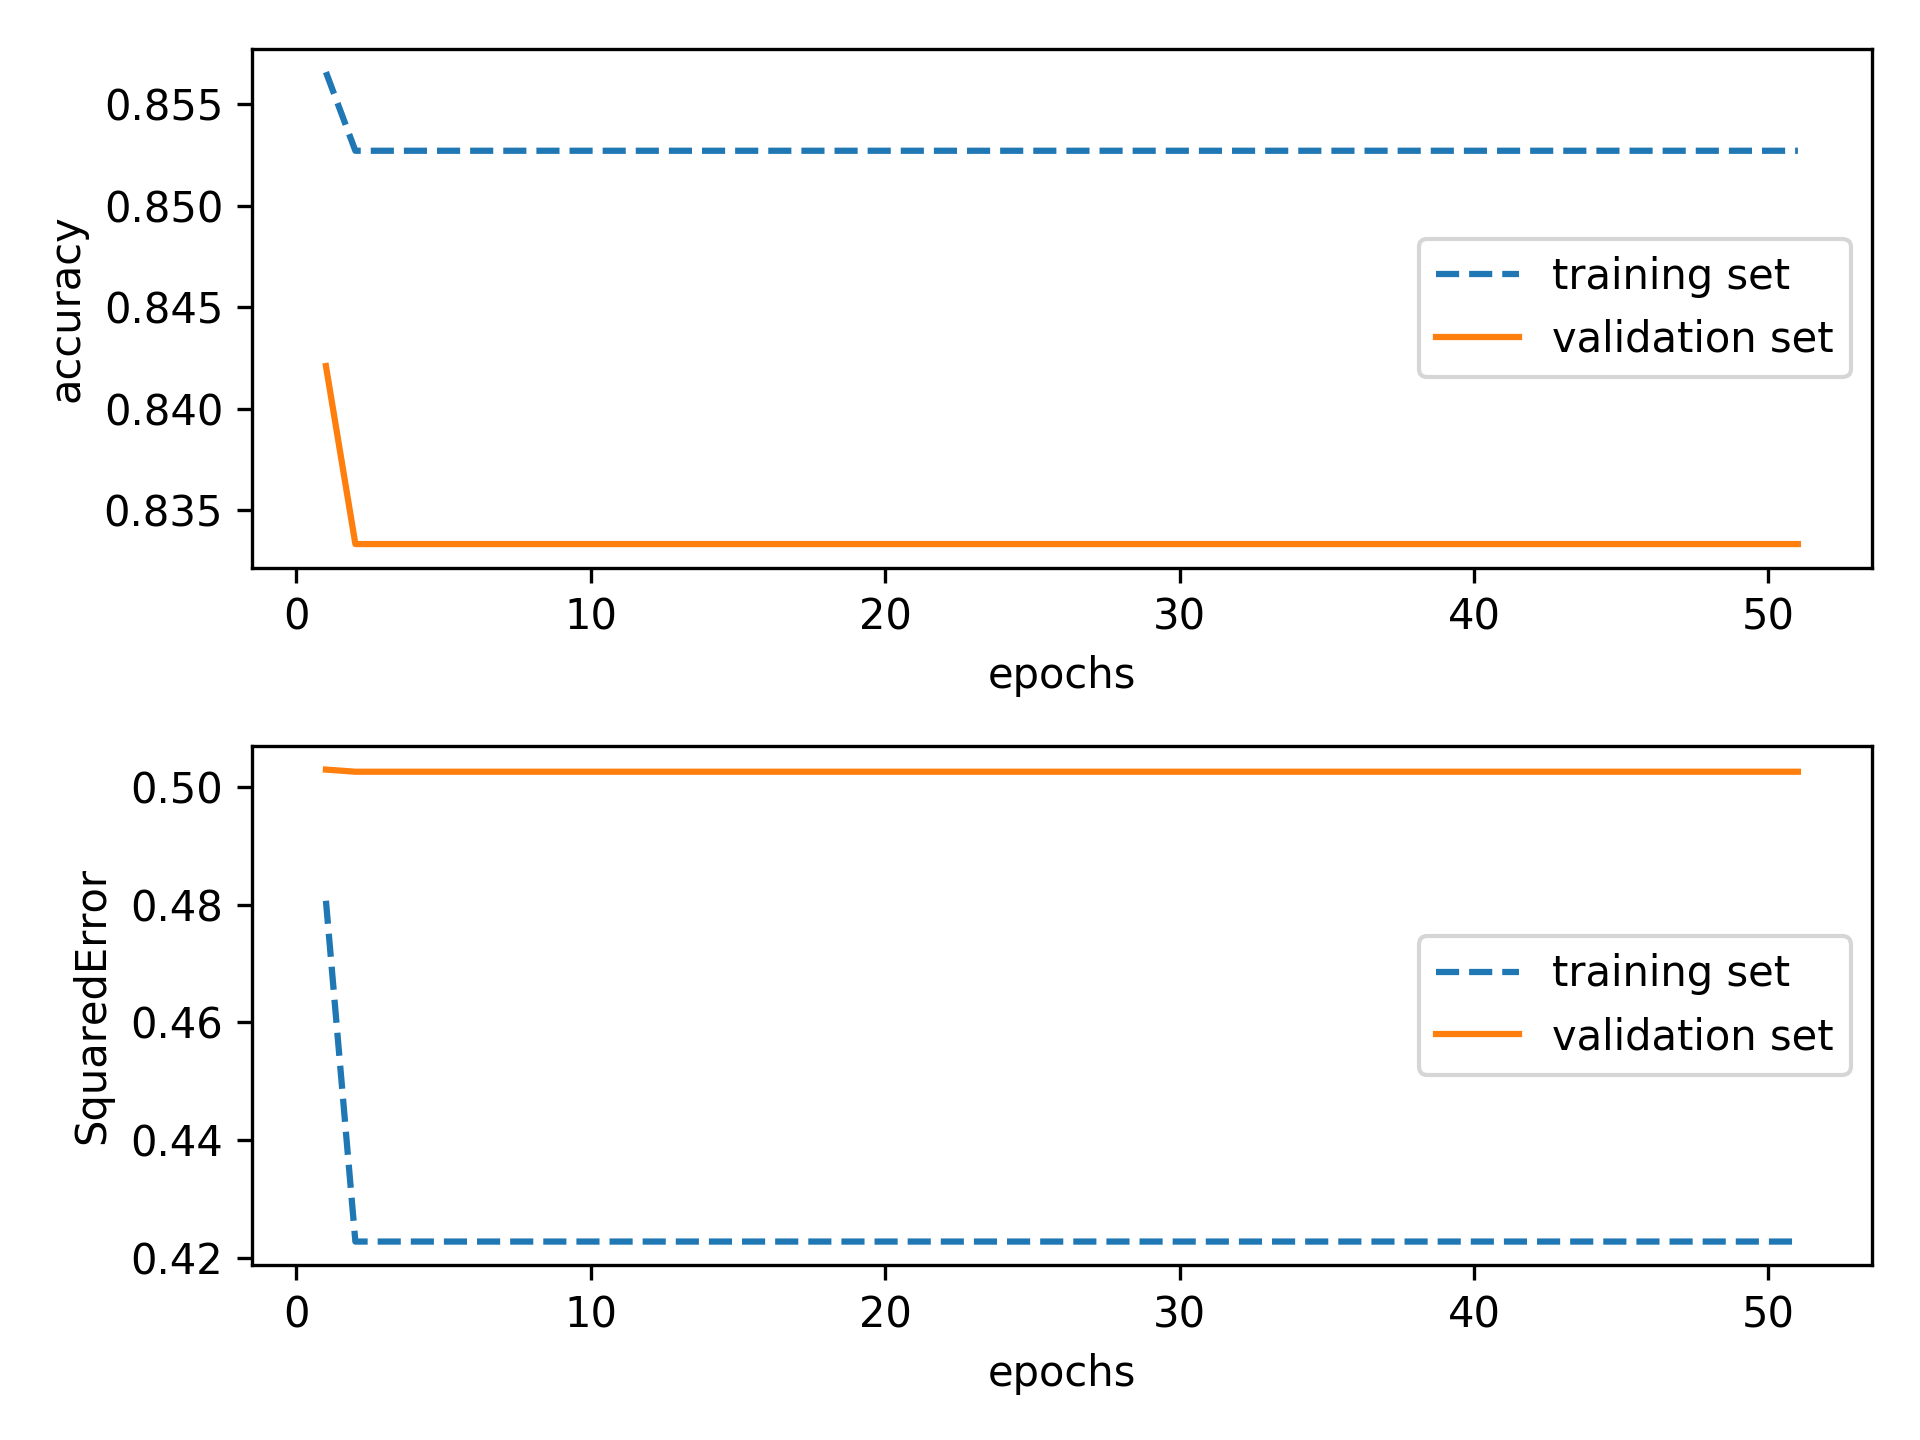 0.855
0.850
0.845
0.840
0.835
accuracy
training set
validation set
0 10 20 30 40 50
epochs
0.50
0.48
0.46
0.44
0.42
SquaredError
training set
validation set
0 10 20 30 40 50
epochs